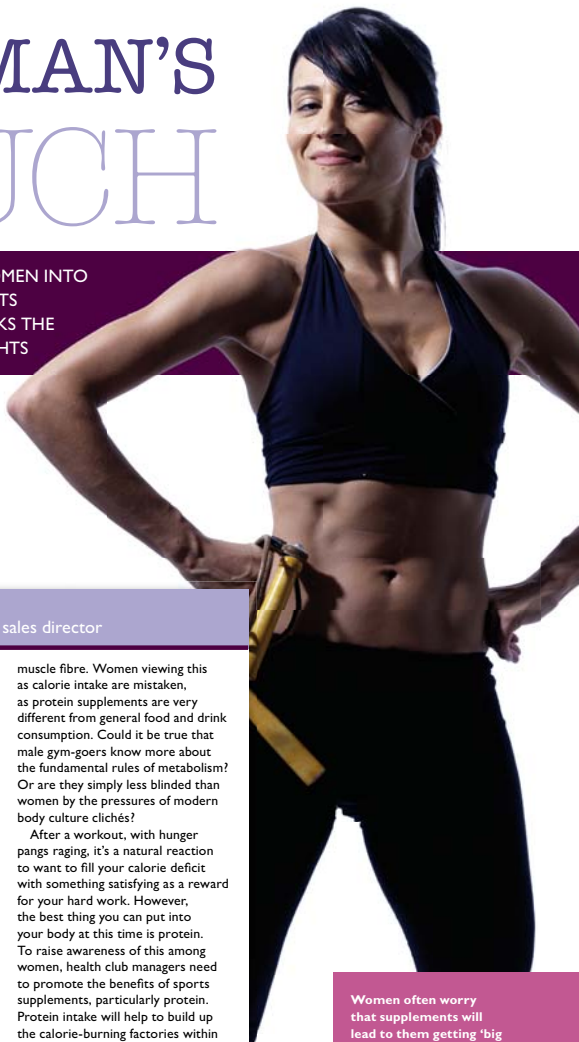 MAN'S
UCH
MEN INTO
TS
KS THE
HTS
sales director
muscle fibre. Women viewing this
as calorie intake are mistaken,
as protein supplements are very
different from general food and drink
consumption. Could it be true that
male gym-goers know more about
the fundamental rules of metabolism?
Or are they simply less blinded than
women by the pressures of modern
body culture clichés?
After a workout, with hunger
pangs raging, it's a natural reaction
to want to fill your calorie deficit
with something satisfying as a reward
for your hard work. However,
the best thing you can put into
your body at this time is protein.
To raise awareness of this among
women, health club managers need
to promote the benefits of sports
supplements, particularly protein.
Protein intake will help to build up
the calorie-burning factories within
Women often worry
that supplements will
lead to them getting 'big